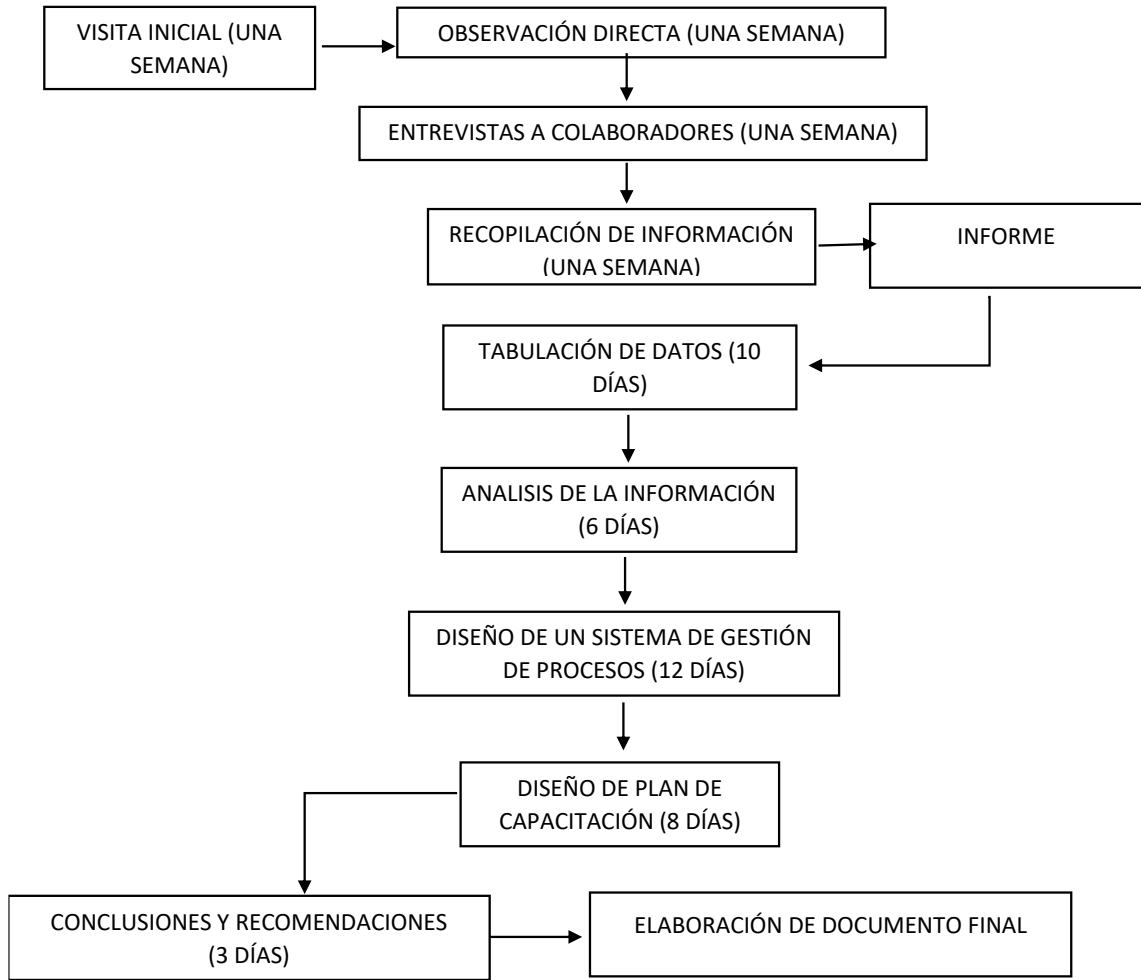 VISITA INICIAL (UNA
SEMANA)
OBSERVACIÓN DIRECTA (UNA SEMANA)
ENTREVISTAS A COLABORADORES (UNA SEMANA)
RECOPILACIÓN DE INFORMACIÓN
(UNA SEMANA)
INFORME
TABULACIÓN DE DATOS (10
DÍAS)
ANALISIS DE LA INFORMACIÓN
(6 DÍAS)
DISEÑO DE UN SISTEMA DE GESTIÓN
DE PROCESOS (12 DÍAS)
DISEÑO DE PLAN DE
CAPACITACIÓN (8 DÍAS)
CONCLUSIONES Y RECOMENDACIONES
(3 DÍAS)
ELABORACIÓN DE DOCUMENTO FINAL